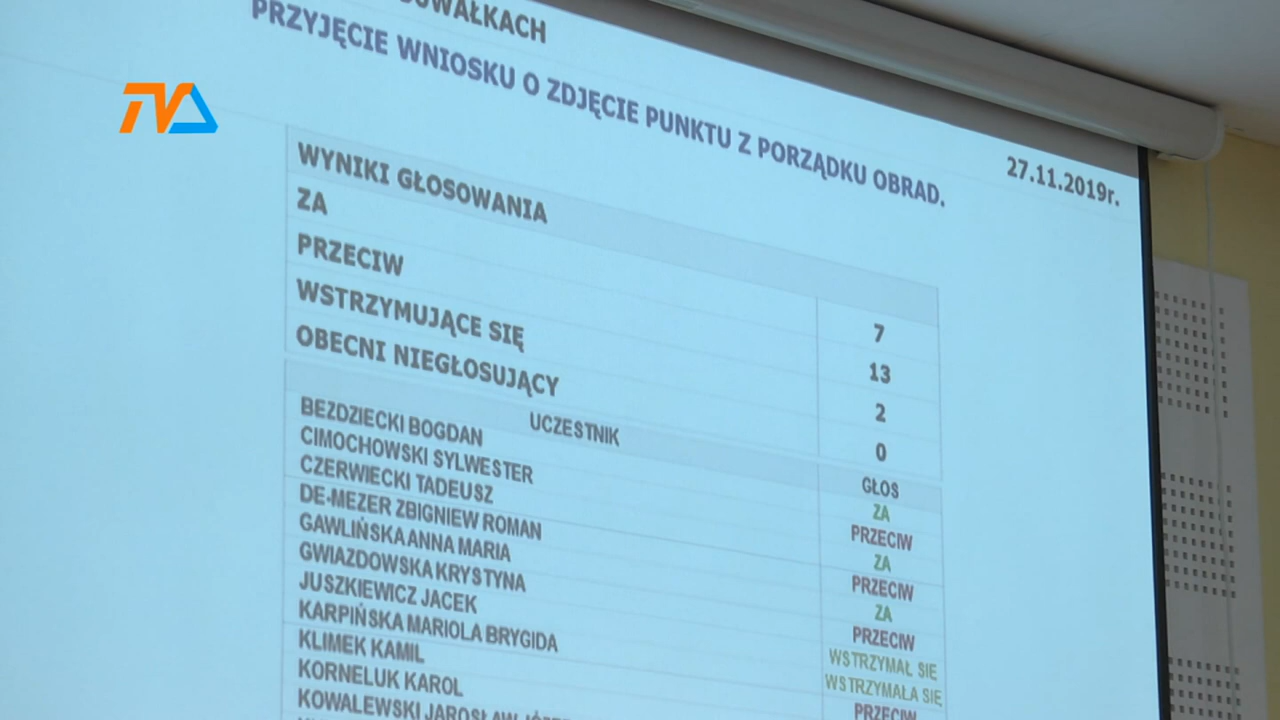 SUWAŁKACH
PRZYJĘCIE WNIOSKU O ZDJĘCIE PUNKTU Z PORZĄDKU OBRAD.
27.11.2019r.
TVA
WYNIKI GŁOSOWANIA
ZA 7
PRZECIW 13
WSTRZYMUJĄCE SIĘ 2
OBECNI NIEGŁOSUJĄCY 0
UCZESTNIK GŁOS
BEZDZIECKI BOGDAN ZA
CIMOCHOWSKI SYLWESTER PRZECIW
CZERWIECKI TADEUSZ ZA
DE-MEZER ZBIGNIEW ROMAN PRZECIW
GAWLIŃSKA ANNA MARIA ZA
GWIAZDOWSKA KRYSTYNA PRZECIW
JUSZKIEWICZ JACEK WSTRZYMAŁ SIĘ
KARPIŃSKA MARIOLA BRYGIDA WSTRZYMAŁA SIĘ
KLIMEK KAMIL PRZECIW
KORNELUK KAROL
KOWALEWSKI JAROSŁAW